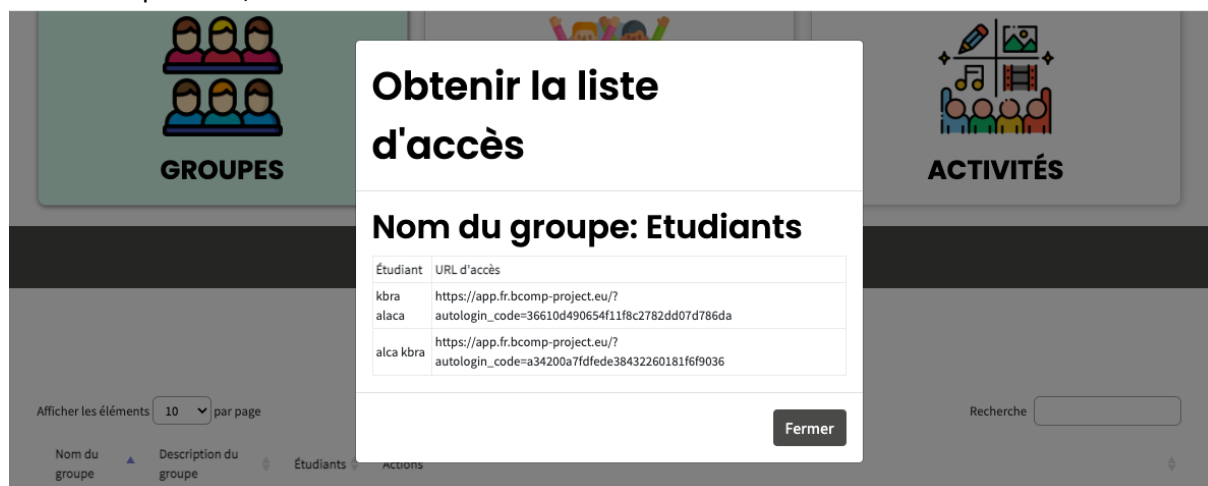 GROUPES
ACTIVITÉS
Obtenir la liste
d'accès
Nom du groupe: Etudiants
Étudiant URL d'accès
kbra
alaca
https://app.fr.bcomp-project.eu/?
autologin_code=36610d490654f11f8c2782dd07d786da
alca kbra
https://app.fr.bcomp-project.eu/?
autologin_code=a34200a7fdfede38432260181f6f9036
Fermer
Afficher les éléments 10 par page
Recherche
Nom du
groupe
Description du
groupe
Étudiants
Actions